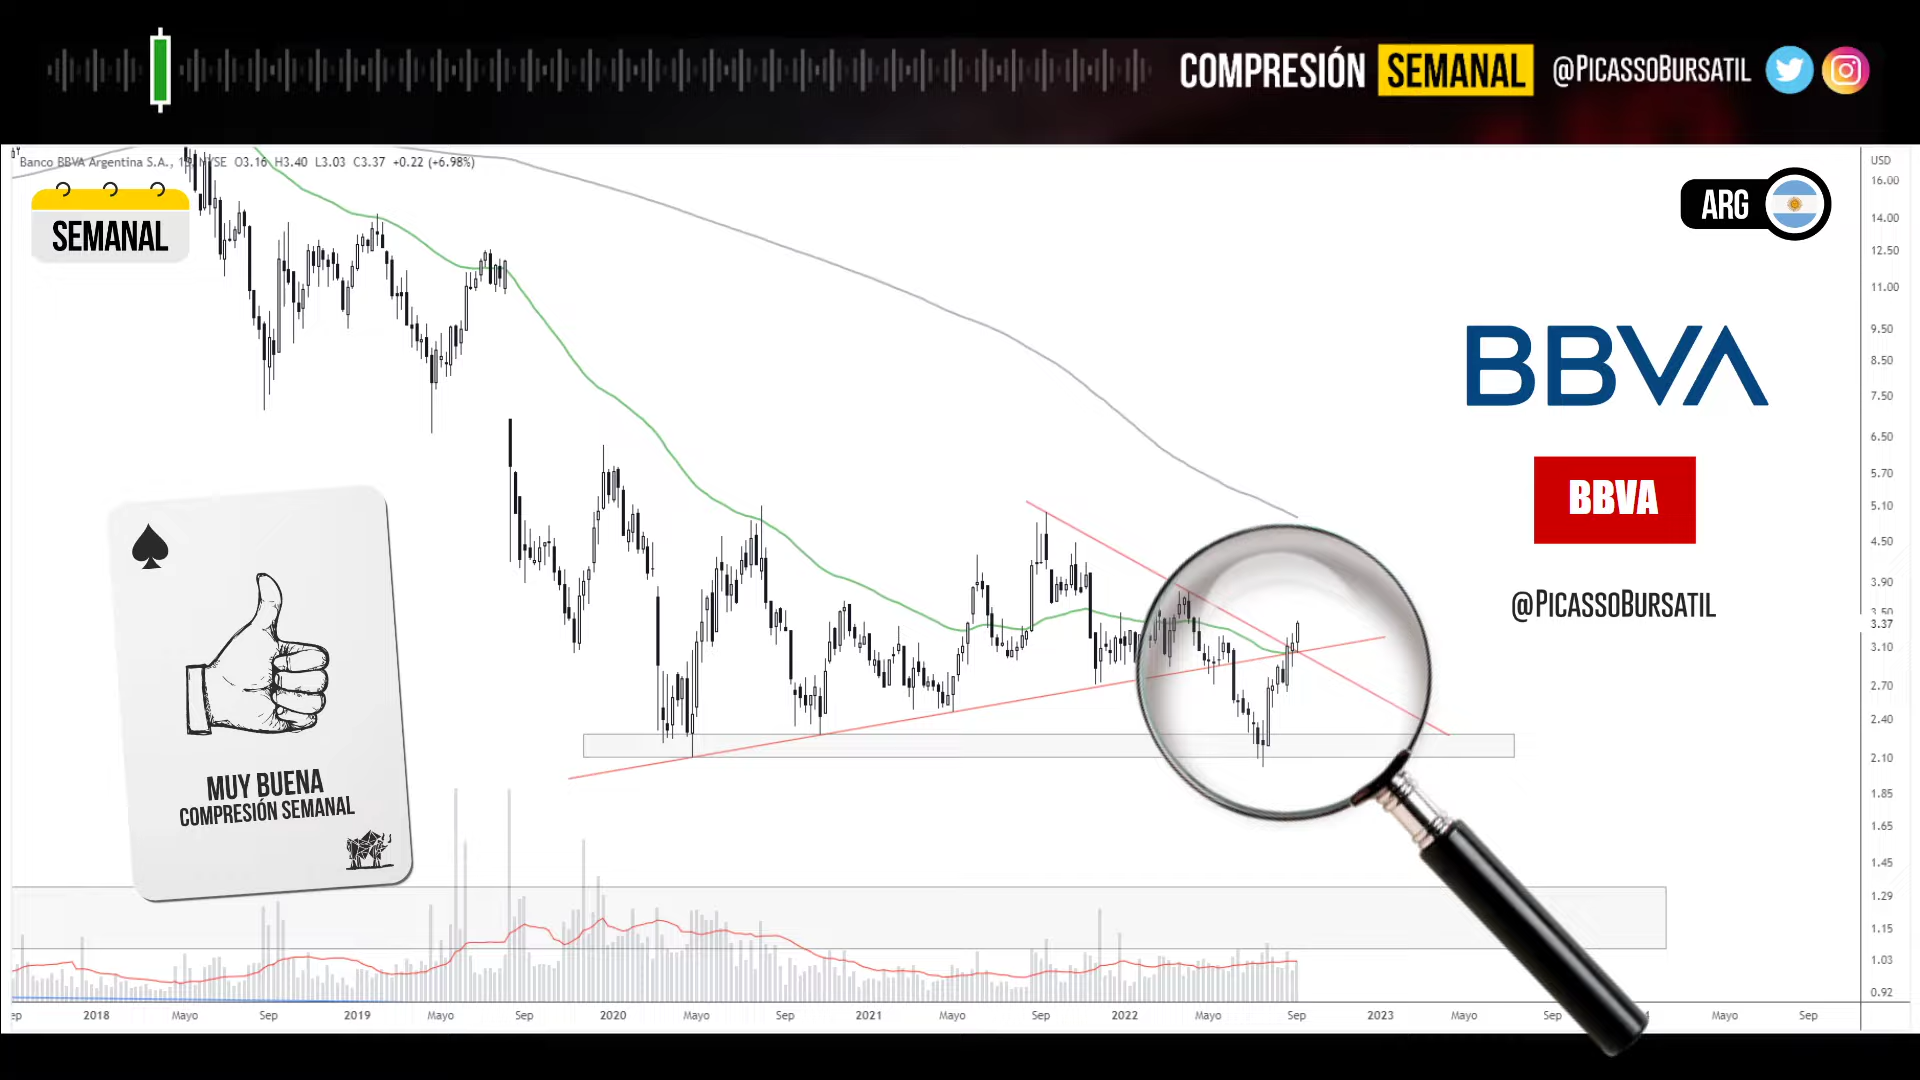 COMPRESIÓN SEMANAL @PICASSOBURSATIL
Banco BBVA Argentina S.A., NYSE O3.16 H3.40 L3.03 C3.37 +0.22 (+6.98%)
SEMANAL
ARG
BBVA
BBVA
@PICASSOBURSATIL
MUY BUENA
COMPRESIÓN SEMANAL
USD
16.00
14.00
12.50
11.00
9.50
8.50
7.50
6.50
5.70
5.10
4.50
3.90
3.50
3.37
3.10
2.70
2.40
2.10
1.85
1.65
1.45
1.29
1.15
1.03
0.92
2018 Mayo Sep 2019 Mayo Sep 2020 Mayo Sep 2021 Mayo Sep 2022 Mayo Sep 2023 Mayo Sep Mayo Sep